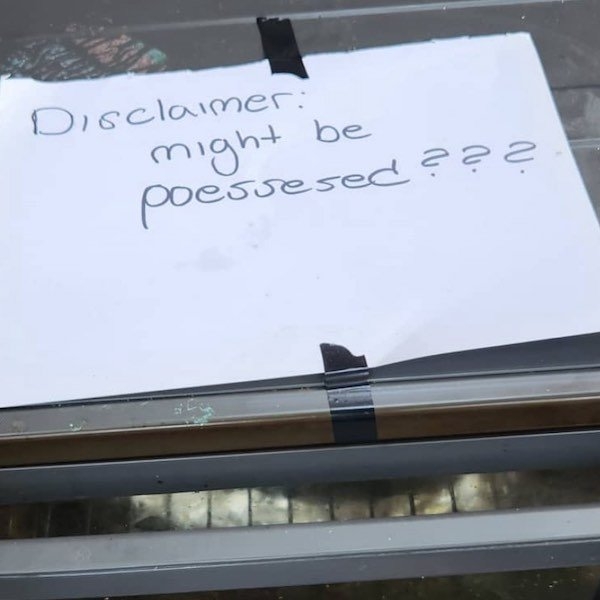 Disclaimer:
might be
poessesed ???